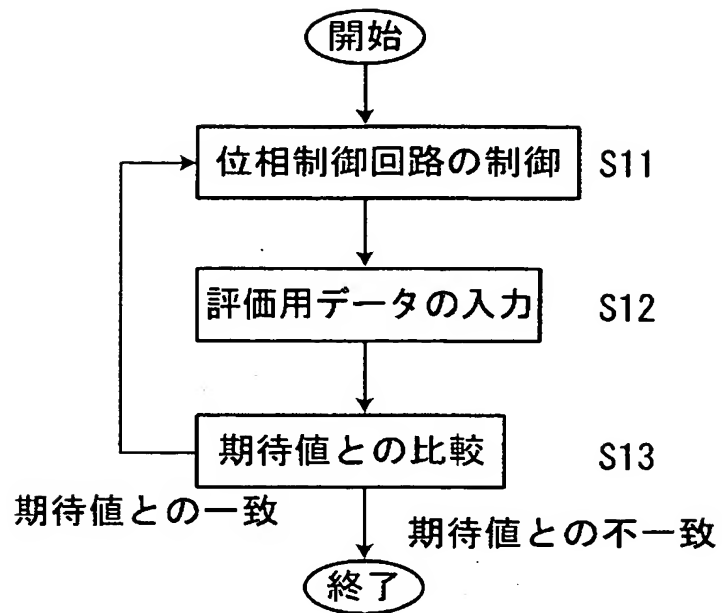 開始
位相制御回路の制御 S11
評価用データの入力 S12
期待値との比較 S13
期待値との一致
期待値との不一致
終了